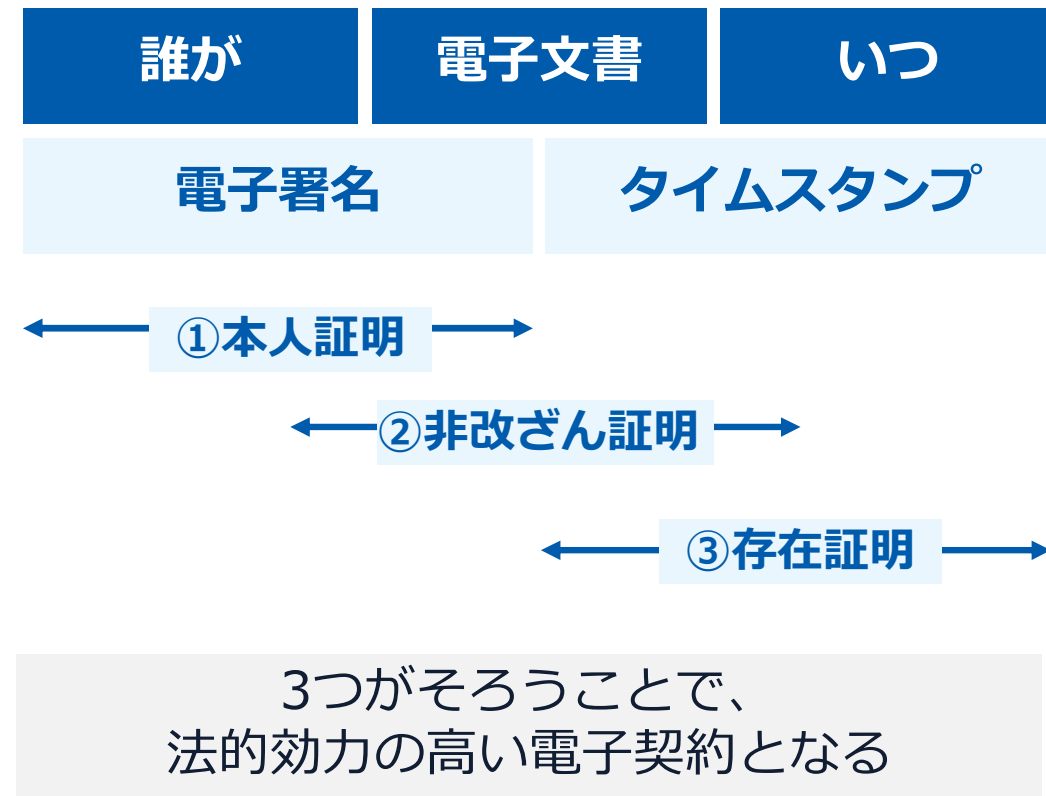 誰が
電子文書
いつ
電子署名
タイムスタンプ
①本人証明
②非改ざん証明
③存在証明
3つがそろうことで、
法的効力の高い電子契約となる